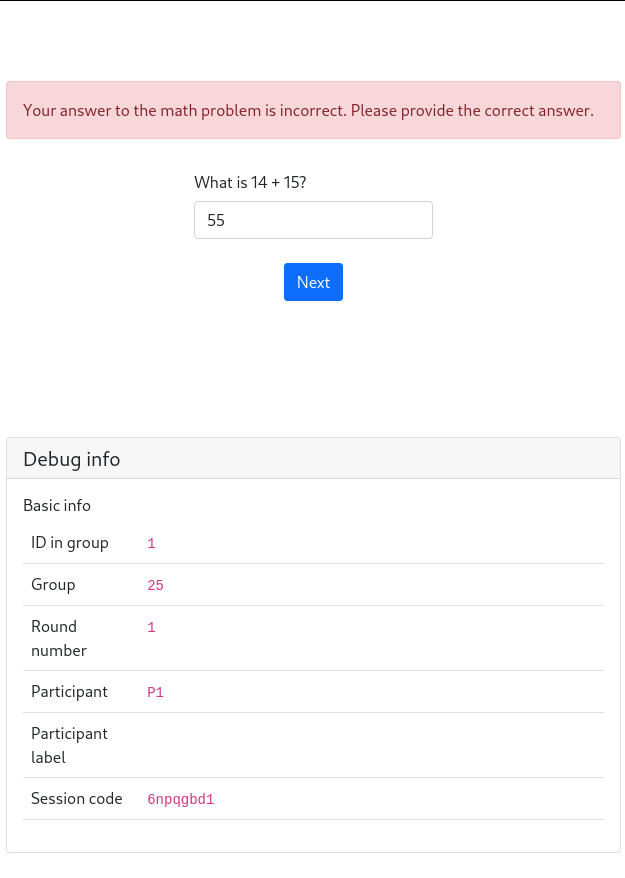 Your answer to the math problem is incorrect. Please provide the correct answer.
What is 14 + 15?
55
Next
Debug info
Basic info
ID in group 1
Group 25
Round number 1
Participant P1
Participant label
Session code 6npqgbd1